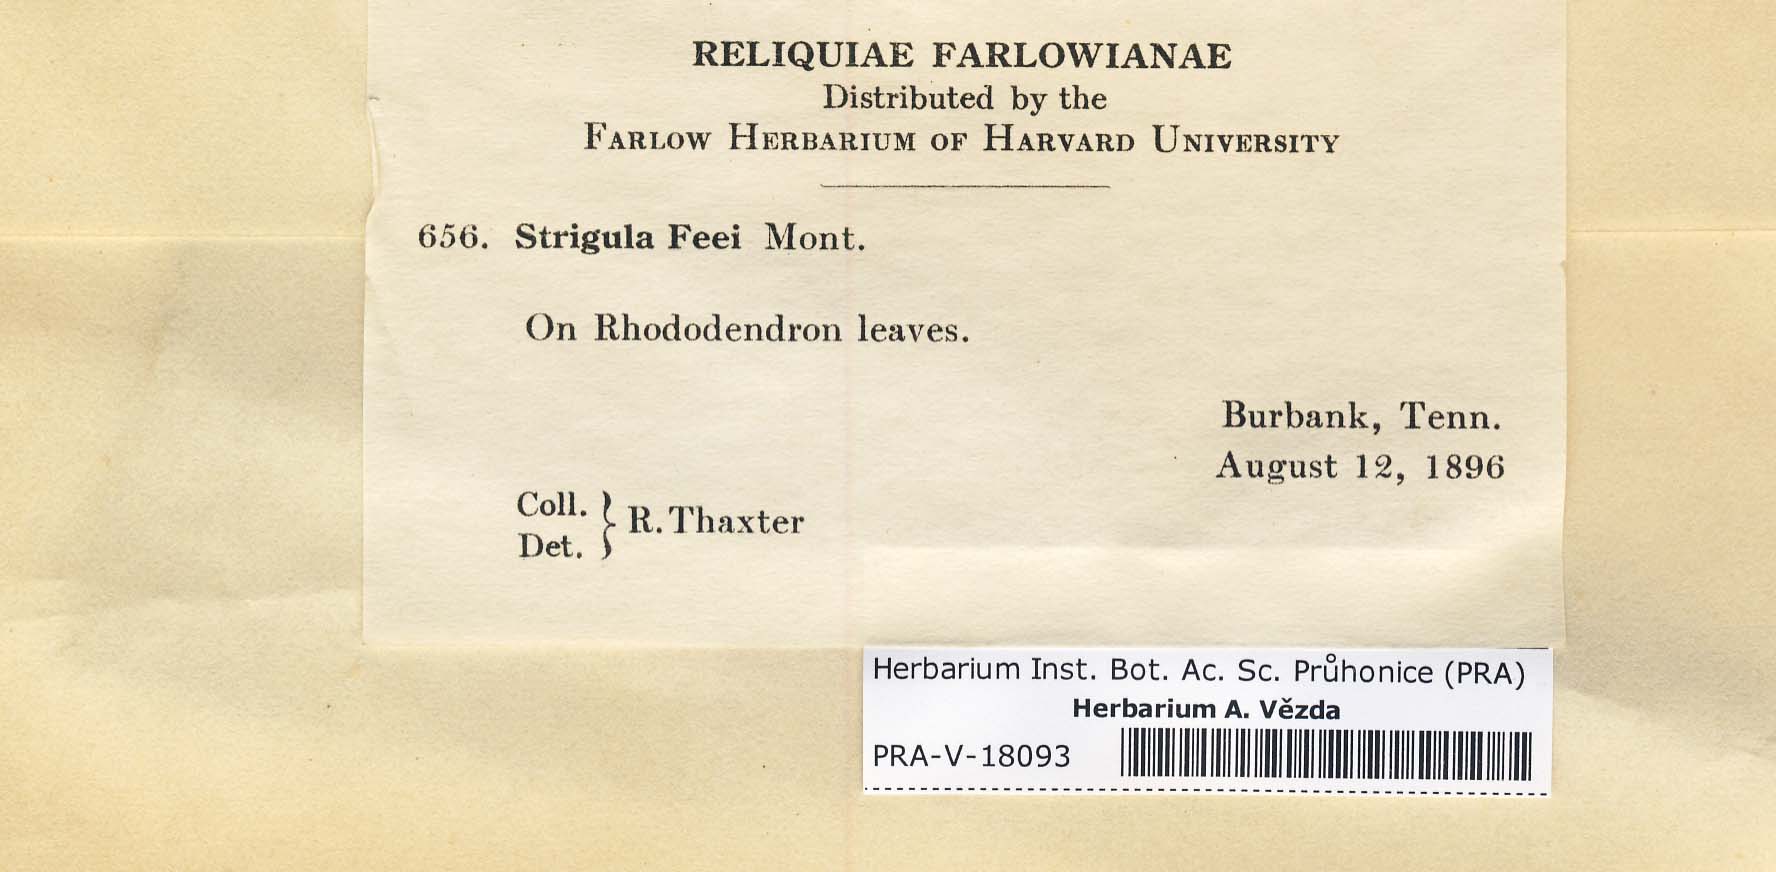 RELIQUIAE FARLOWIANAE
Distributed by the
FARLOW HERBARIUM OF HARVARD UNIVERSITY
656. Strigula Feei Mont.
On Rhododendron leaves.
Burbank, Tenn.
August 12, 1896
Coll.
Det. } R. Thaxter
Herbarium Inst. Bot. Ac. Sc. Průhonice (PRA)
Herbarium A. Vězda
PRA-V-18093